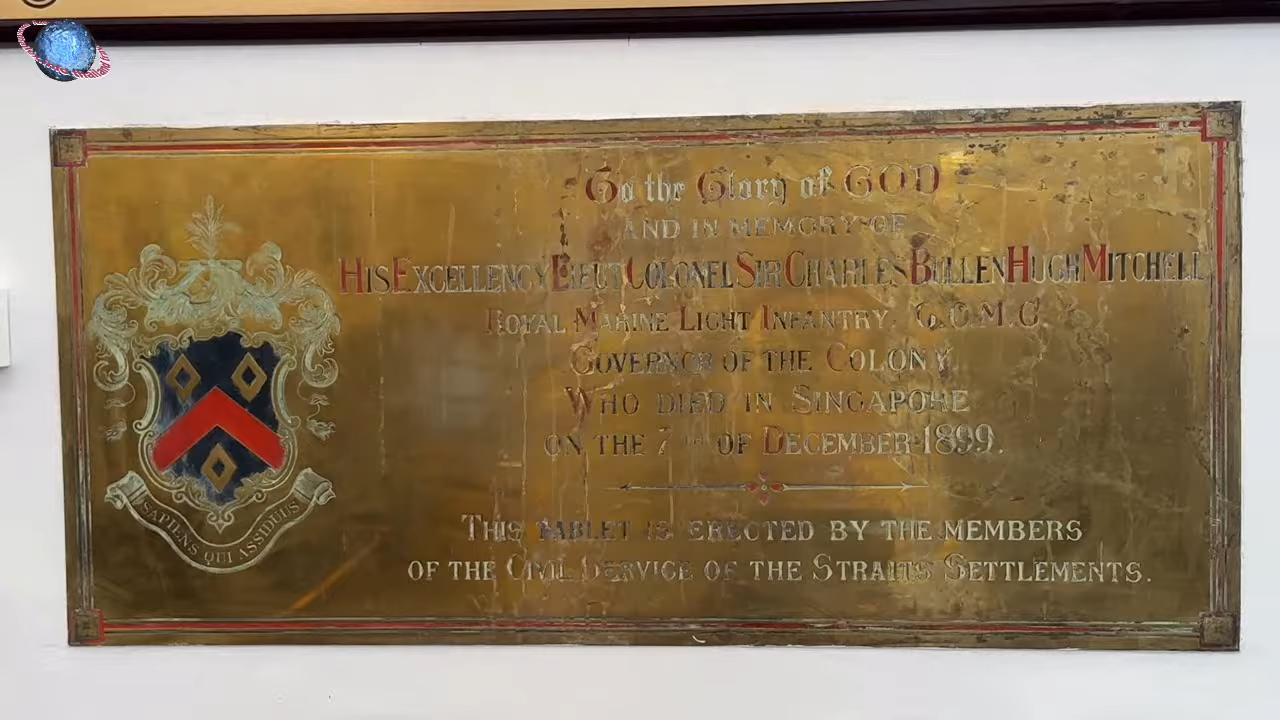 To the Glory of GOD
AND IN MEMORY OF
HIS EXCELLENCY LIEUT COLONEL SIR CHARLES BULLEN HUGH MITCHELL
ROYAL MARINE LIGHT INFANTRY. G.C.M.G
GOVERNOR OF THE COLONY,
WHO DIED IN SINGAPORE
ON THE 7TH OF DECEMBER 1899.
THIS TABLET IS ERECTED BY THE MEMBERS
OF THE CIVIL SERVICE OF THE STRAITS SETTLEMENTS.
SAPIENS QUI ASSIDUUS